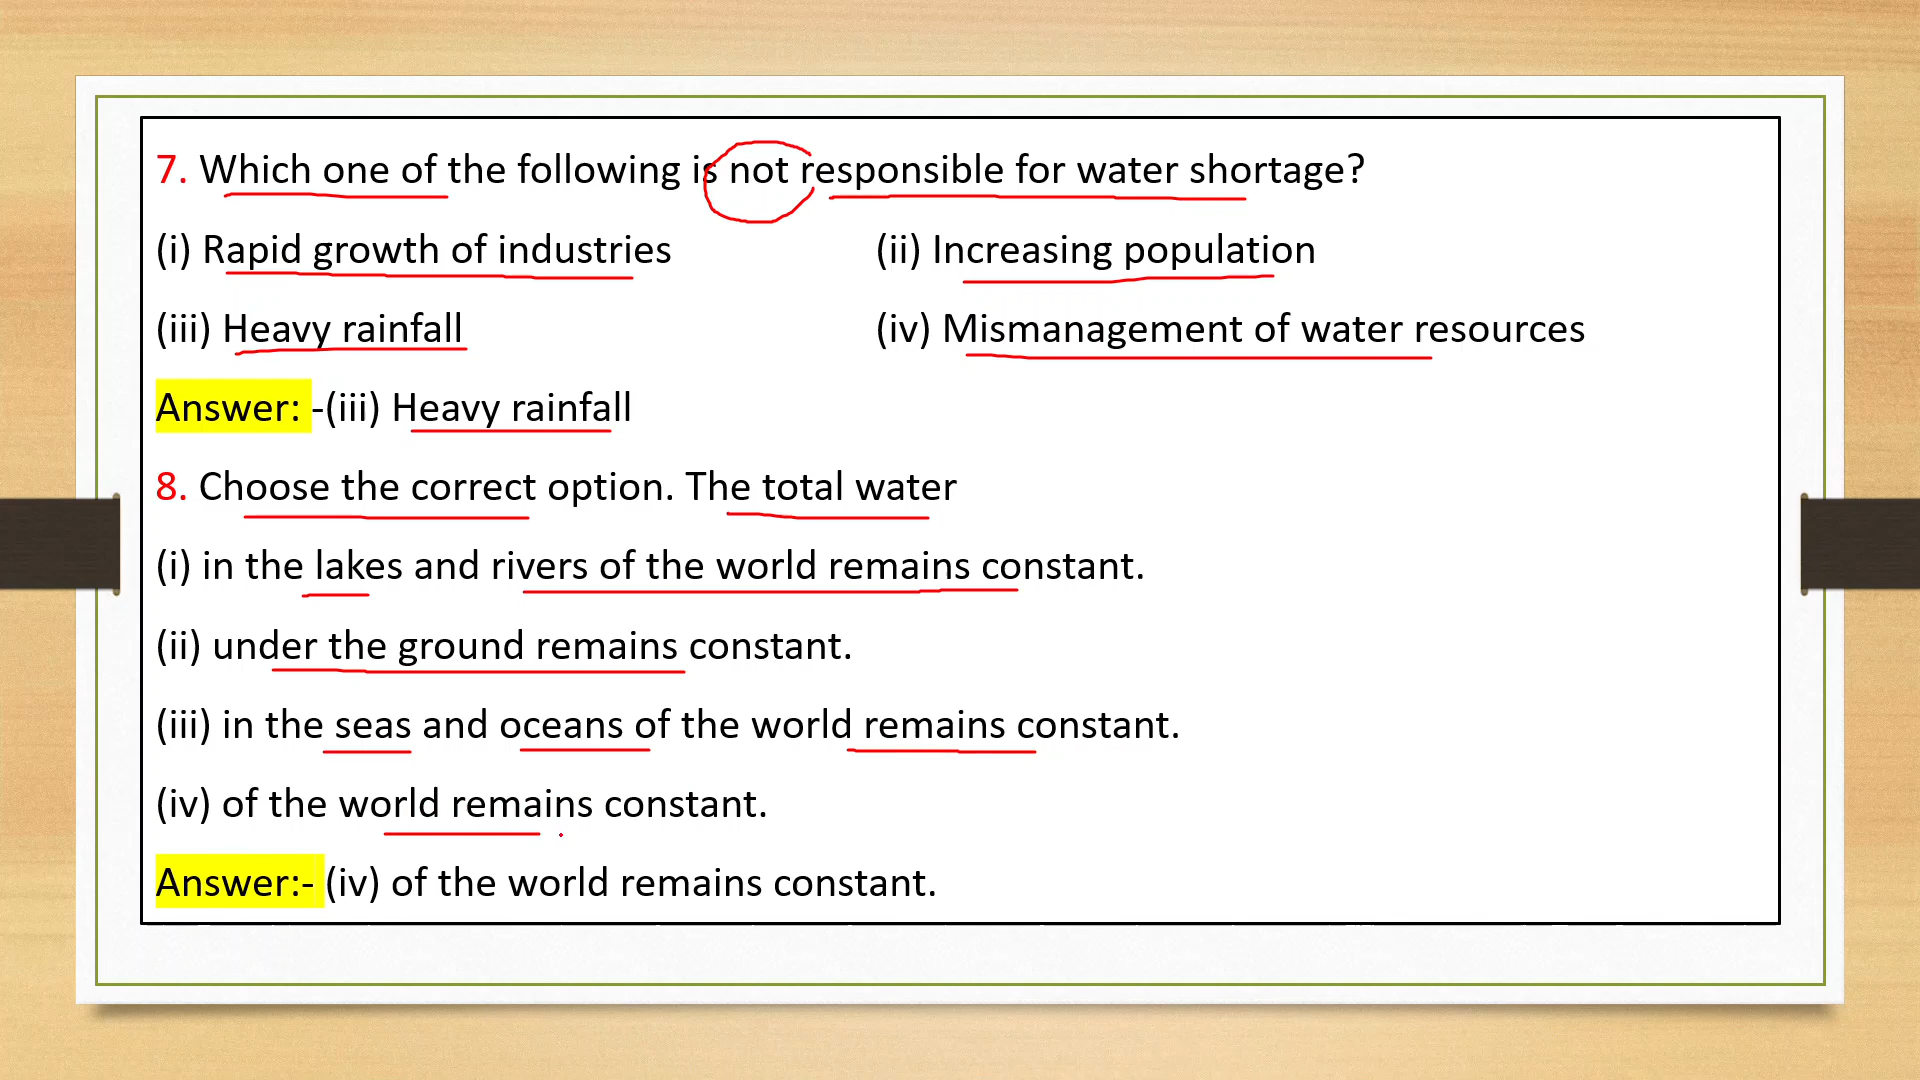 7. Which one of the following is not responsible for water shortage?
(i) Rapid growth of industries (ii) Increasing population
(iii) Heavy rainfall (iv) Mismanagement of water resources
Answer: -(iii) Heavy rainfall
8. Choose the correct option. The total water
(i) in the lakes and rivers of the world remains constant.
(ii) under the ground remains constant.
(iii) in the seas and oceans of the world remains constant.
(iv) of the world remains constant.
Answer:- (iv) of the world remains constant.